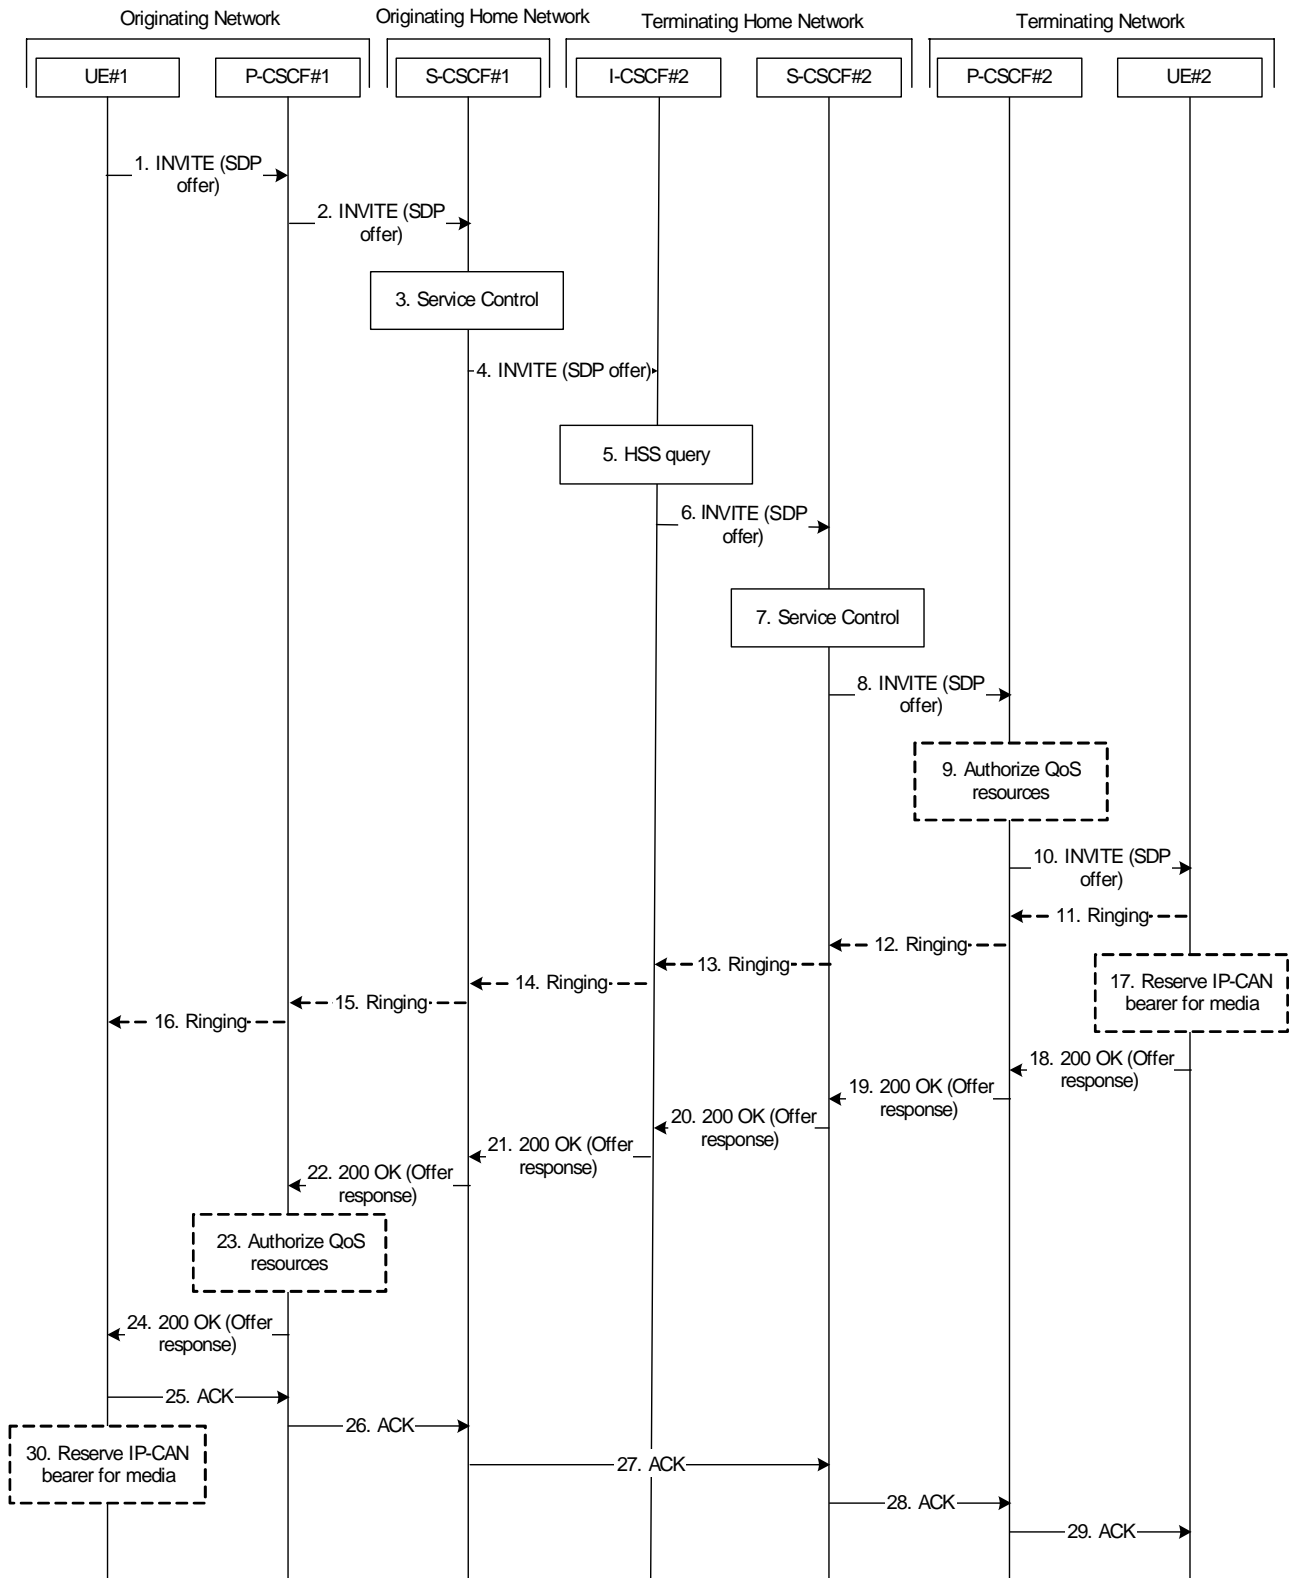 Originating Network
Originating Home Network
Terminating Home Network
Terminating Network
UE#1
P-CSCF#1
S-CSCF#1
I-CSCF#2
S-CSCF#2
P-CSCF#2
UE#2
1. INVITE (SDP
offer)
2. INVITE (SDP
offer)
3. Service Control
4. INVITE (SDP offer)
5. HSS query
6. INVITE (SDP
offer)
7. Service Control
8. INVITE (SDP
offer)
9. Authorize QoS
resources
10. INVITE (SDP
offer)
11. Ringing
12. Ringing
13. Ringing
14. Ringing
15. Ringing
16. Ringing
17. Reserve IP-CAN
bearer for media
18. 200 OK (Offer
response)
19. 200 OK (Offer
response)
20. 200 OK (Offer
response)
21. 200 OK (Offer
response)
22. 200 OK (Offer
response)
23. Authorize QoS
resources
24. 200 OK (Offer
response)
25. ACK
26. ACK
30. Reserve IP-CAN
bearer for media
27. ACK
28. ACK
29. ACK